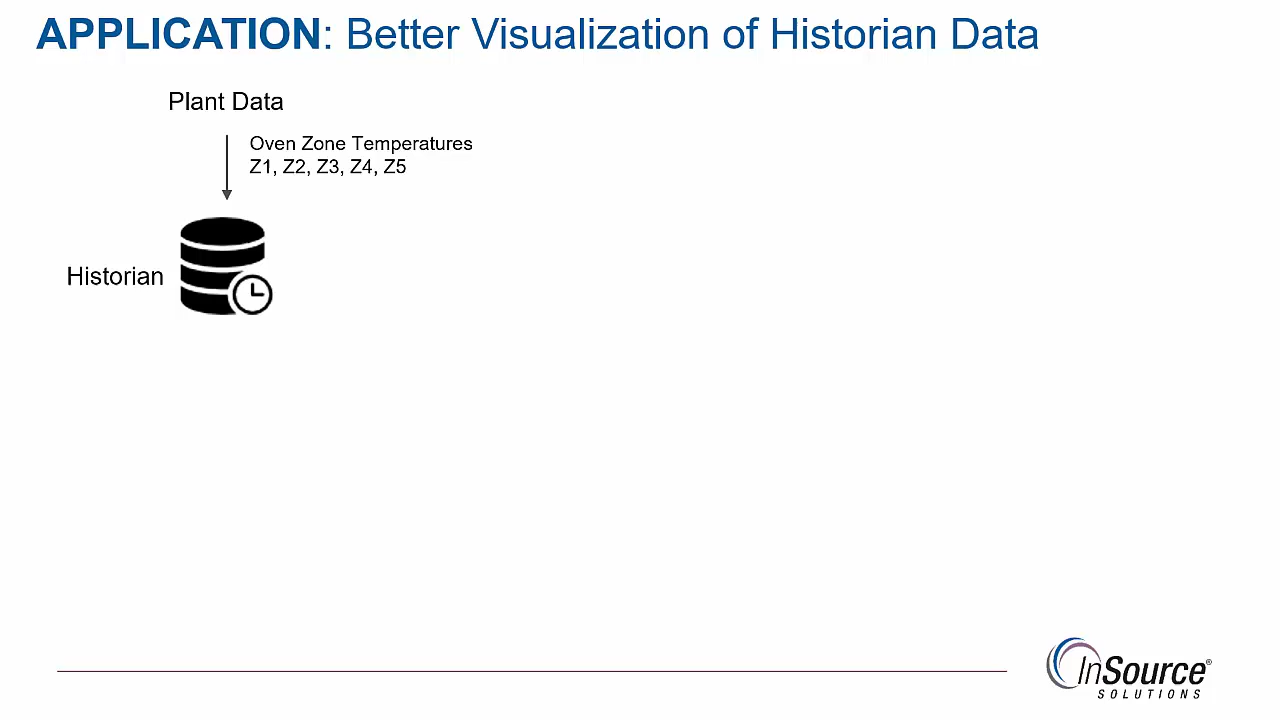 APPLICATION: Better Visualization of Historian Data
Plant Data
Oven Zone Temperatures
Z1, Z2, Z3, Z4, Z5
Historian
InSource®
SOLUTIONS